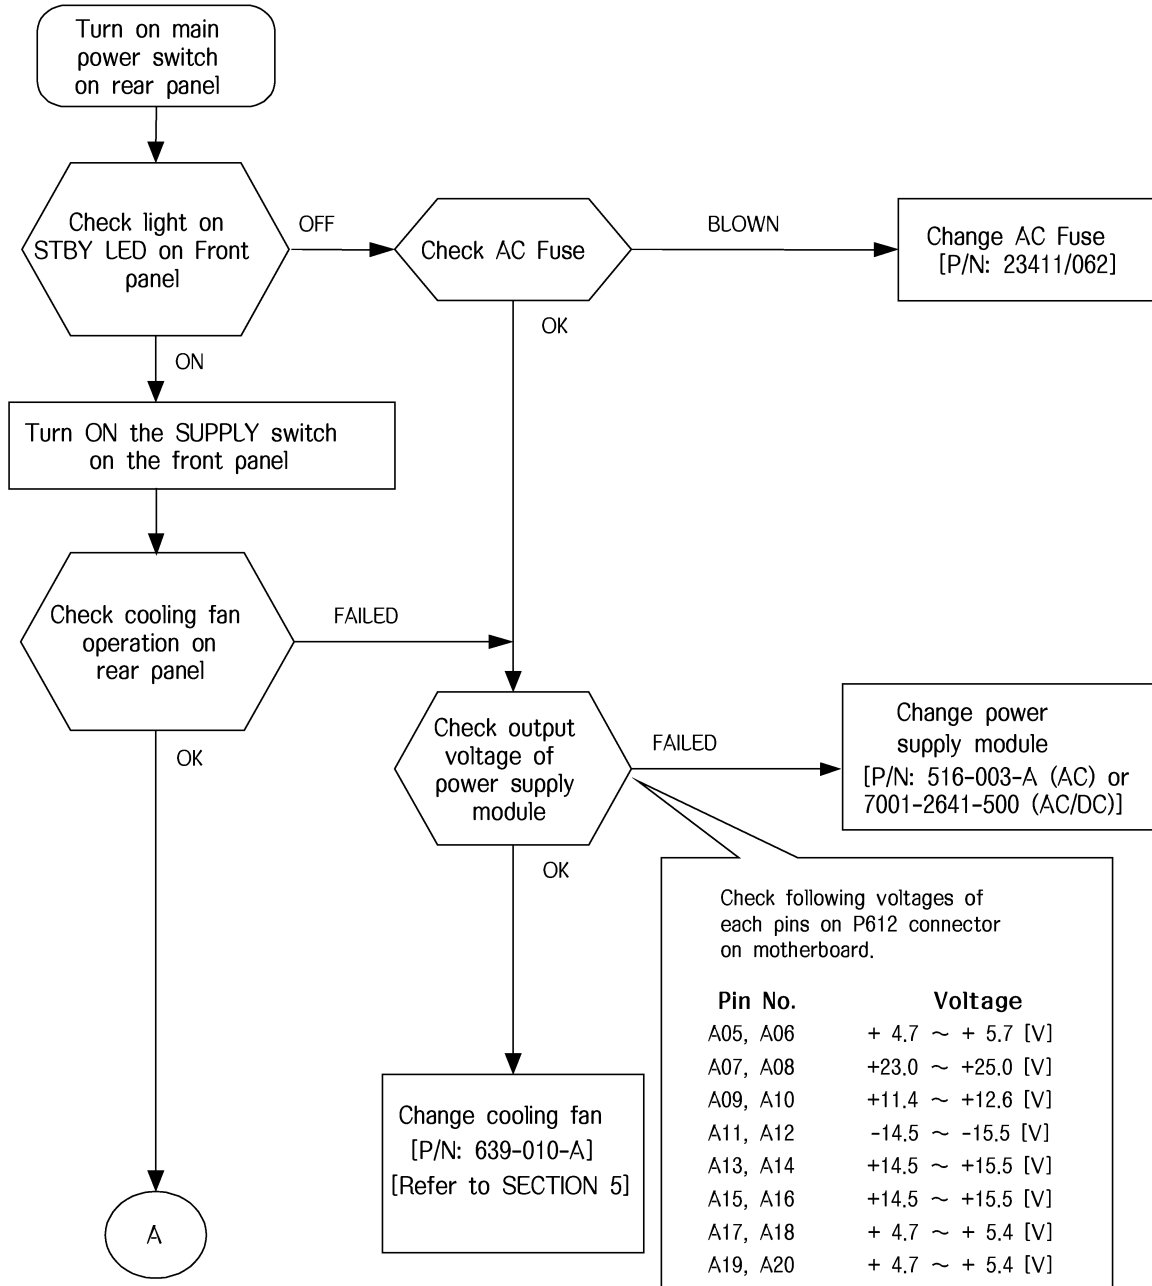 Turn on main
power switch
on rear panel
Check light on
STBY LED on Front
panel
OFF
Check AC Fuse
BLOWN
Change AC Fuse
[P/N: 23411/062]
OK
ON
Turn ON the SUPPLY switch
on the front panel
Check cooling fan
operation on
rear panel
FAILED
OK
Check output
voltage of
power supply
module
FAILED
Change power
supply module
[P/N: 516-003-A (AC) or
7001-2641-500 (AC/DC)]
OK
Check following voltages of
each pins on P612 connector
on motherboard.
Pin No. Voltage
A05, A06 + 4.7 ~ + 5.7 [V]
A07, A08 +23.0 ~ +25.0 [V]
A09, A10 +11.4 ~ +12.6 [V]
A11, A12 -14.5 ~ -15.5 [V]
A13, A14 +14.5 ~ +15.5 [V]
A15, A16 +14.5 ~ +15.5 [V]
A17, A18 + 4.7 ~ + 5.4 [V]
A19, A20 + 4.7 ~ + 5.4 [V]
Change cooling fan
[P/N: 639-010-A]
[Refer to SECTION 5]
A